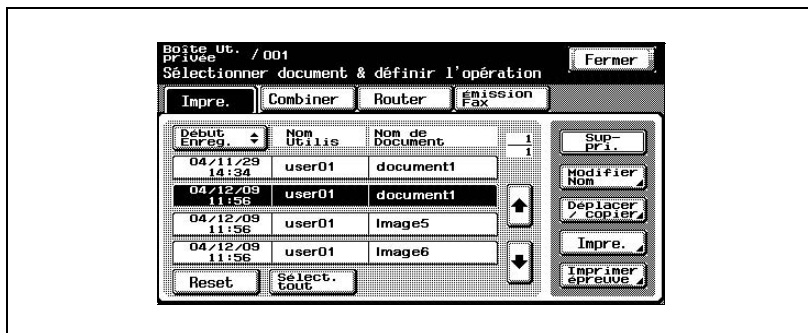 Boîte Ut. privée / 001
Fermer
Sélectionner document & définir l'opération
Impre. Combiner Router Émission Fax
Début Enreg. Nom Utilis Nom de Document 1/1
04/11/29 14:34 user01 document1
04/12/09 11:56 user01 document1
04/12/09 11:56 user01 Image5
04/12/09 11:56 user01 Image6
Reset Sélect. tout
Sup-
pri.
Modifier
Nom
Déplacer
/ copier
Impre.
Imprimer
épreuve